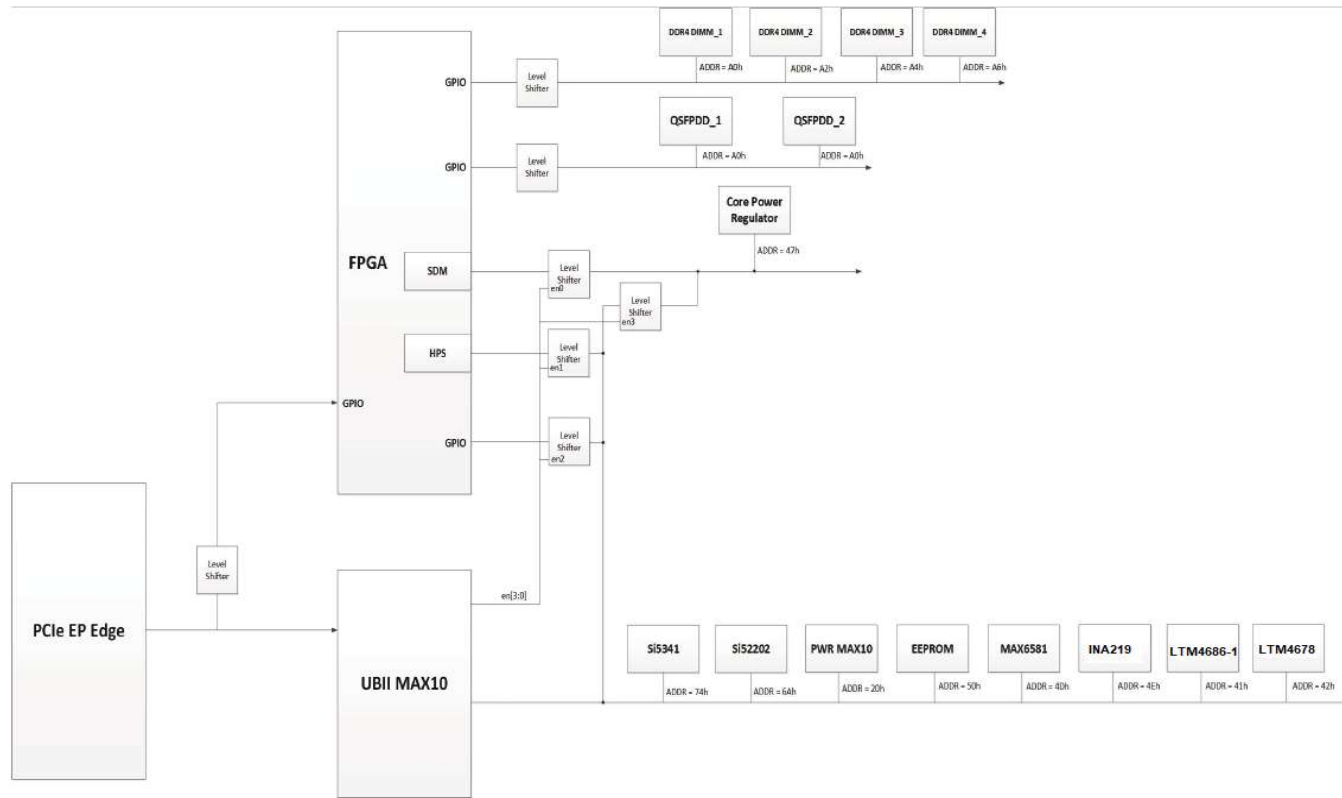 DDR4 DIMM_1
DDR4 DIMM_2
DDR4 DIMM_3
DDR4 DIMM_4
ADDR = A0h
ADDR = A2h
ADDR = A4h
ADDR = A6h
GPIO
Level
Shifter
QSFPDD_1
QSFPDD_2
ADDR = A0h
ADDR = A0h
GPIO
Level
Shifter
Core Power
Regulator
ADDR = 47h
FPGA
SDM
Level
Shifter
en0
Level
Shifter
en3
HPS
Level
Shifter
en1
GPIO
GPIO
Level
Shifter
en2
Level
Shifter
PCIe EP Edge
en[3:0]
UBII MAX10
Si5341
Si52202
PWR MAX10
EEPROM
MAX6581
INA219
LTM4686-1
LTM4678
ADDR = 74h
ADDR = 6Ah
ADDR = 20h
ADDR = 50h
ADDR = 4Dh
ADDR = 4Eh
ADDR = 41h
ADDR = 42h